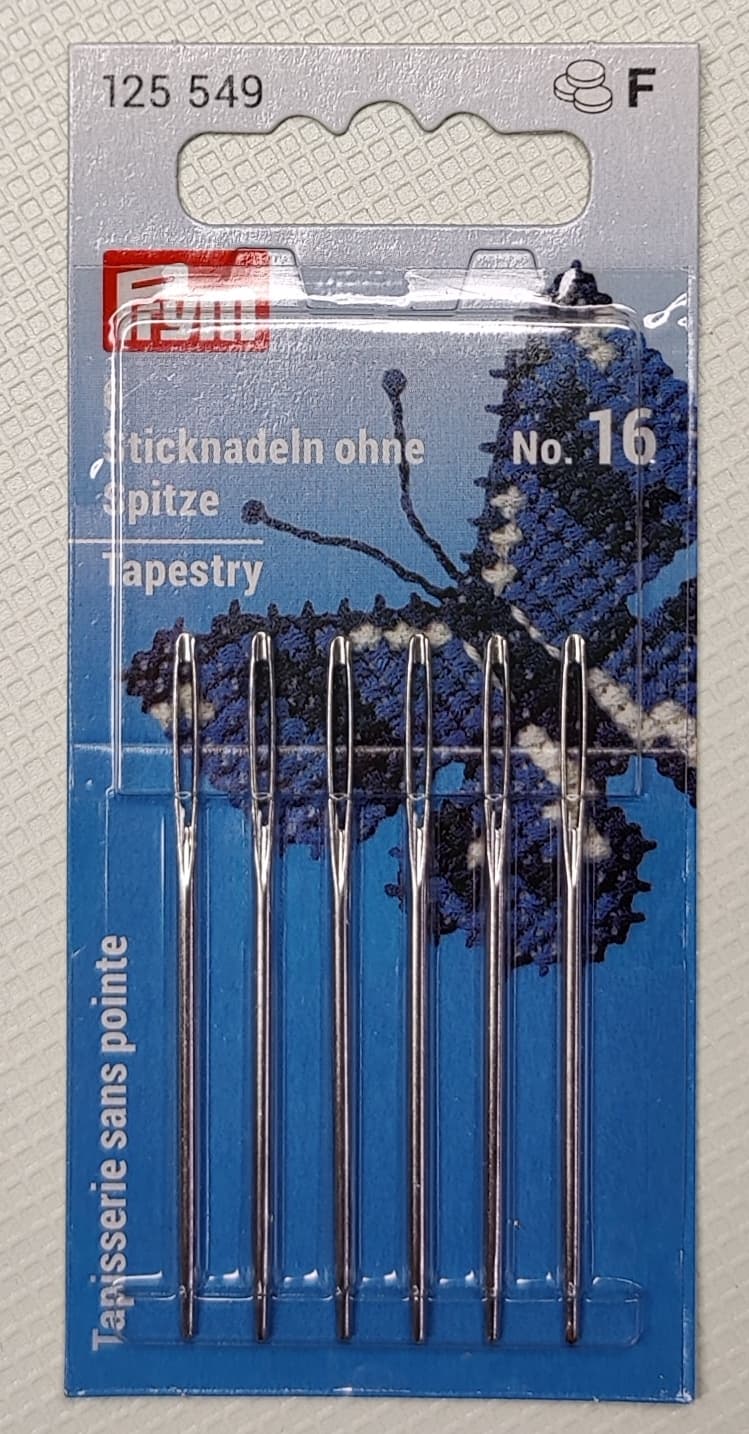 125 549
F
Prym
Sticknadeln ohne
Spitze
No. 16
Tapestry
Tapisserie sans pointe